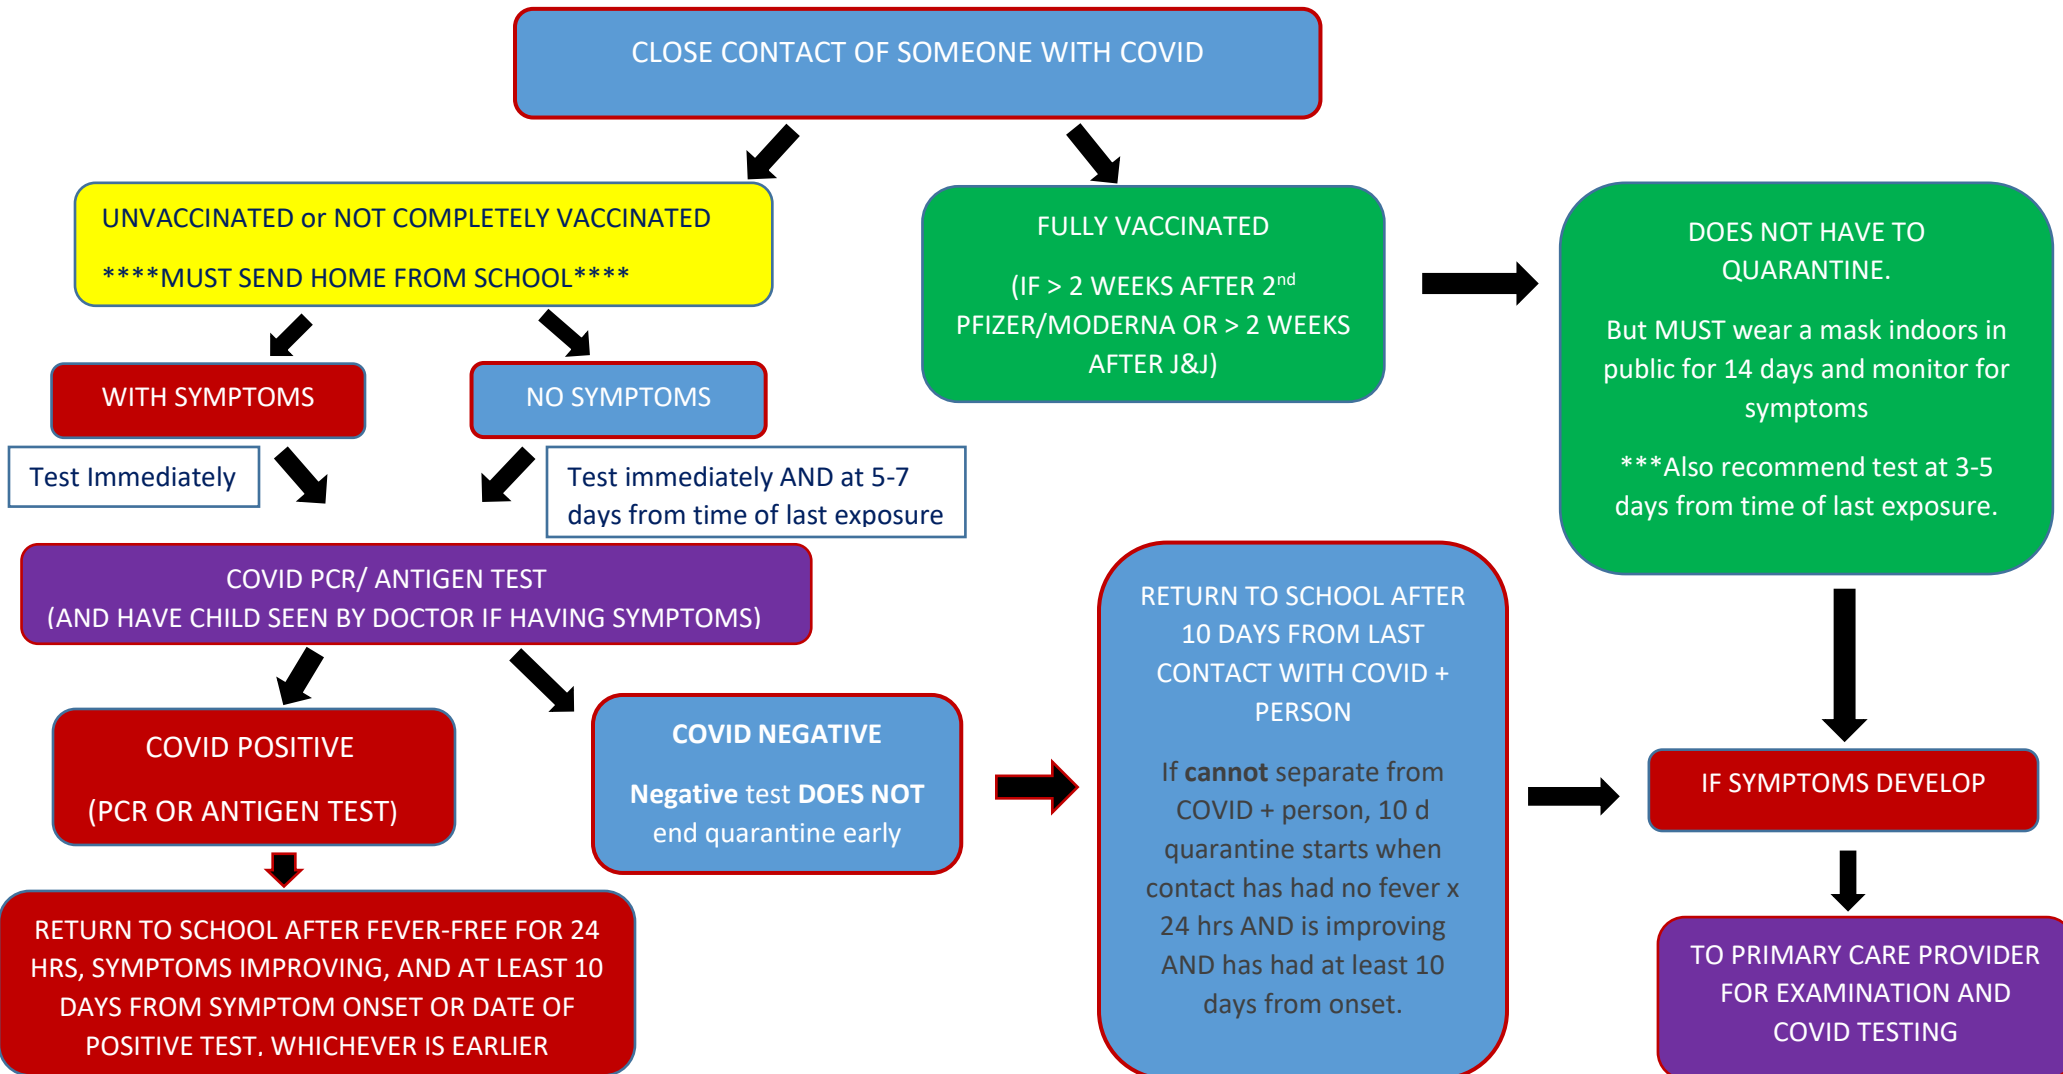 CLOSE CONTACT OF SOMEONE WITH COVID
UNVACCINATED or NOT COMPLETELY VACCINATED
****MUST SEND HOME FROM SCHOOL****
FULLY VACCINATED
(IF > 2 WEEKS AFTER 2nd
PFIZER/MODERNA OR > 2 WEEKS
AFTER J&J)
DOES NOT HAVE TO
QUARANTINE.
But MUST wear a mask indoors in
public for 14 days and monitor for
symptoms
***Also recommend test at 3-5
days from time of last exposure.
WITH SYMPTOMS
NO SYMPTOMS
Test Immediately
Test immediately AND at 5-7
days from time of last exposure
COVID PCR/ ANTIGEN TEST
(AND HAVE CHILD SEEN BY DOCTOR IF HAVING SYMPTOMS)
COVID POSITIVE
(PCR OR ANTIGEN TEST)
COVID NEGATIVE
Negative test DOES NOT
end quarantine early
RETURN TO SCHOOL AFTER
10 DAYS FROM LAST
CONTACT WITH COVID +
PERSON
If cannot separate from
COVID + person, 10 d
quarantine starts when
contact has had no fever x
24 hrs AND is improving
AND has had at least 10
days from onset.
IF SYMPTOMS DEVELOP
RETURN TO SCHOOL AFTER FEVER-FREE FOR 24
HRS, SYMPTOMS IMPROVING, AND AT LEAST 10
DAYS FROM SYMPTOM ONSET OR DATE OF
POSITIVE TEST, WHICHEVER IS EARLIER
TO PRIMARY CARE PROVIDER
FOR EXAMINATION AND
COVID TESTING